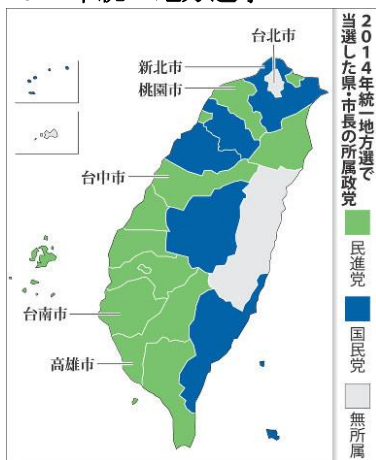 2014年統一地方選で
当選した県・市長の所属政党
民進党
国民党
無所属
台北市
新北市
桃園市
台中市
台南市
高雄市